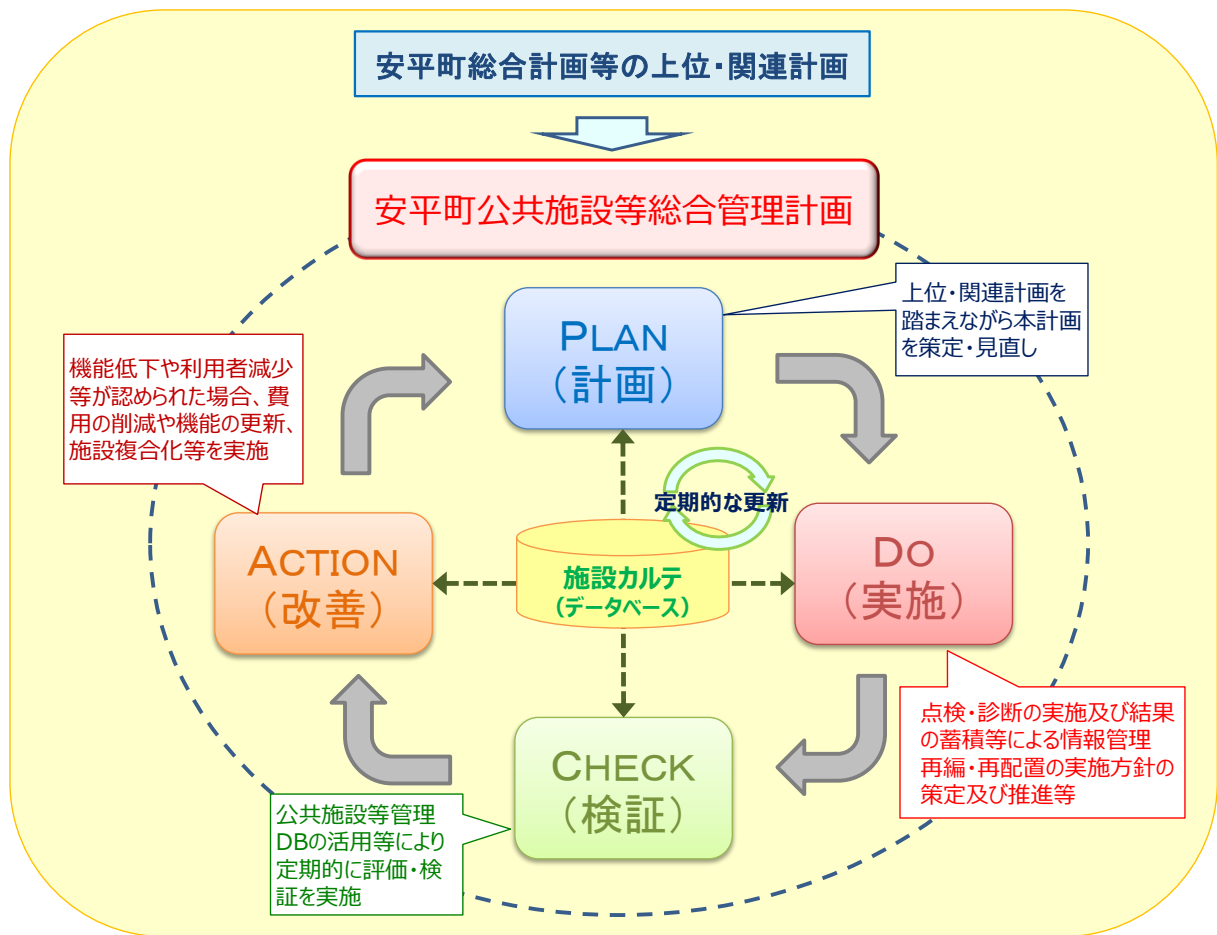 安平町総合計画等の上位・関連計画
安平町公共施設等総合管理計画
PLAN
（計画）
上位・関連計画を
踏まえながら本計画
を策定・見直し
機能低下や利用者減少
等が認められた場合、費
用の削減や機能の更新、
施設複合化等を実施
定期的な更新
ACTION
（改善）
施設カルテ
（データベース）
DO
（実施）
点検・診断の実施及び結果
の蓄積等による情報管理
再編・再配置の実施方針の
策定及び推進等
CHECK
（検証）
公共施設等管理
DBの活用等により
定期的に評価・検
証を実施